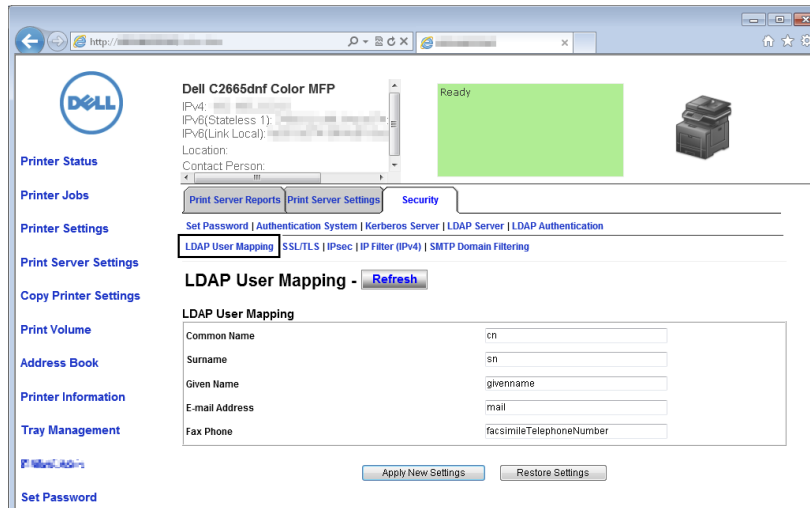 http://
DELL
Dell C2665dnf Color MFP
IPv4:
IPv6(Stateless 1):
IPv6(Link Local):
Location:
Contact Person:
Ready
Printer Status
Printer Jobs
Printer Settings
Print Server Settings
Copy Printer Settings
Print Volume
Address Book
Printer Information
Tray Management
Set Password
Print Server Reports Print Server Settings Security
Set Password | Authentication System | Kerberos Server | LDAP Server | LDAP Authentication
LDAP User Mapping SSL/TLS | IPsec | IP Filter (IPv4) | SMTP Domain Filtering
LDAP User Mapping - Refresh
LDAP User Mapping
Common Name cn
Surname sn
Given Name givenname
E-mail Address mail
Fax Phone facsimileTelephoneNumber
Apply New Settings Restore Settings